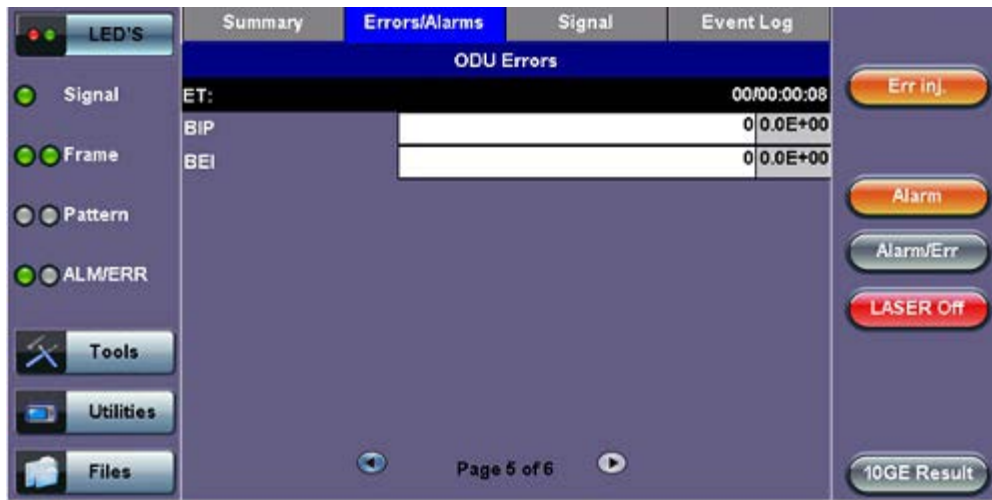 LED'S
Summary Errors/Alarms Signal Event Log
ODU Errors
ET: 00/00:00:08
BIP 0 0.0E+00
BEI 0 0.0E+00
Signal
Frame
Pattern
ALM/ERR
Tools
Utilities
Files
Page 5 of 6
Err inj.
Alarm
Alarm/Err
LASER Off
10GE Result